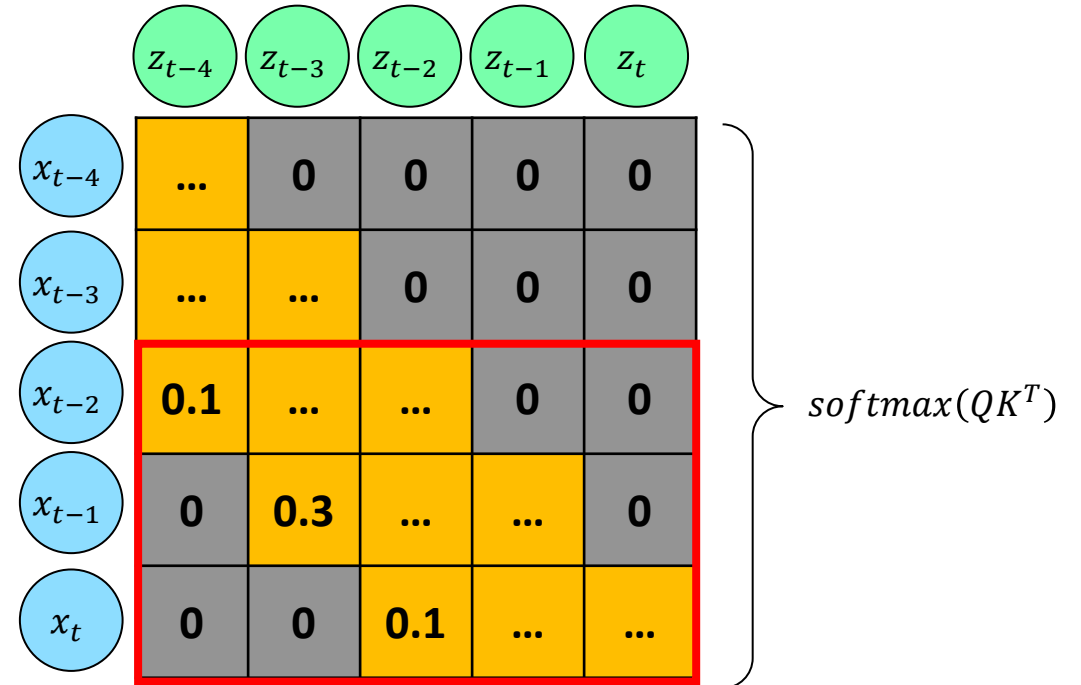 z_{t-4} z_{t-3} z_{t-2} z_{t-1} z_t
x_{t-4} ... 0 0 0 0
x_{t-3} ... ... 0 0 0
x_{t-2} 0.1 ... ... 0 0
softmax(QK^T)
x_{t-1} 0 0.3 ... ... 0
x_t 0 0 0.1 ... ...